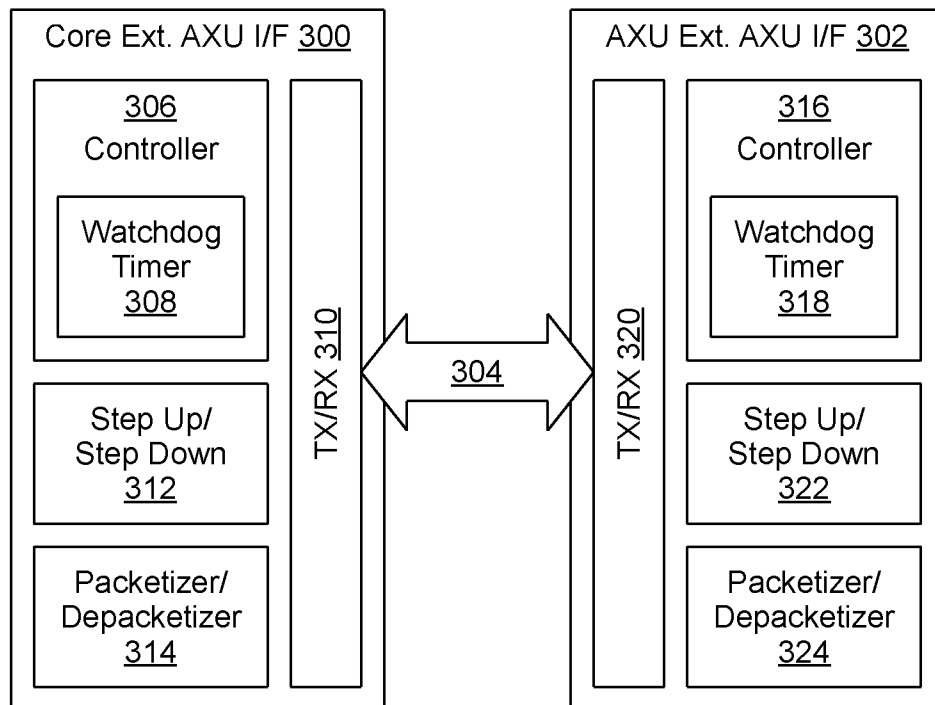 Core Ext. AXU I/F 300
306
Controller
Watchdog
Timer
308
Step Up/
Step Down
312
Packetizer/
Depacketizer
314
TX/RX 310
304
AXU Ext. AXU I/F 302
TX/RX 320
316
Controller
Watchdog
Timer
318
Step Up/
Step Down
322
Packetizer/
Depacketizer
324